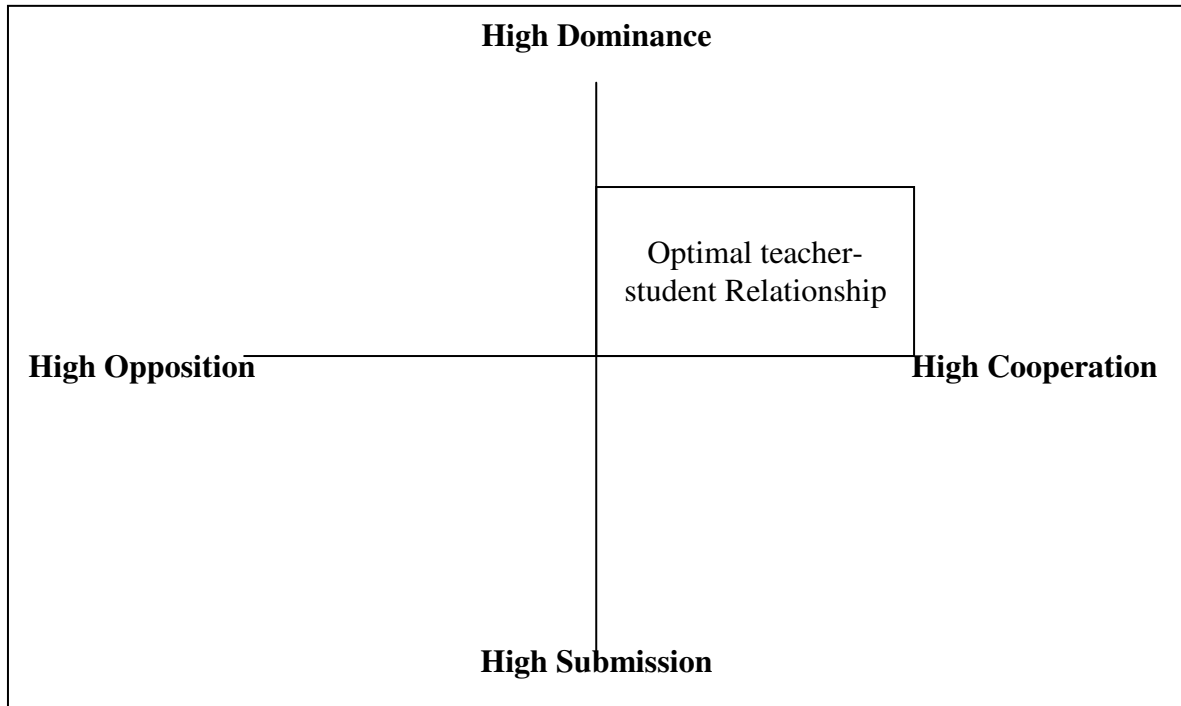 High Dominance
Optimal teacher-
student Relationship
High Opposition
High Cooperation
High Submission